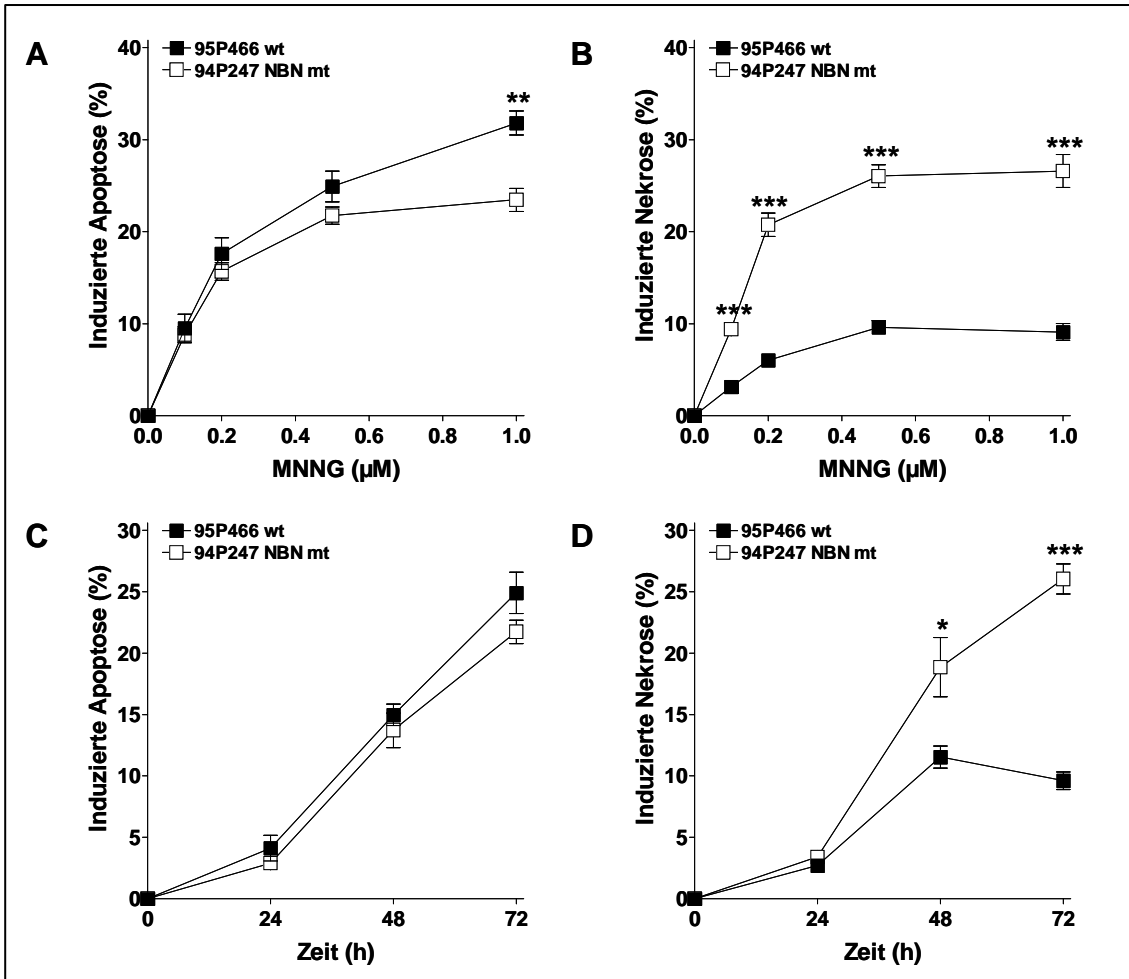 A
95P466 wt
94P247 NBN mt
Induzierte Apoptose (%)
40
30
20
10
0
**
0.0 0.2 0.4 0.6 0.8 1.0
MNNG (µM)
B
95P466 wt
94P247 NBN mt
Induzierte Nekrose (%)
40
30
20
10
0
***
***
***
***
0.0 0.2 0.4 0.6 0.8 1.0
MNNG (µM)
C
95P466 wt
94P247 NBN mt
Induzierte Apoptose (%)
30
25
20
15
10
5
0
0 24 48 72
Zeit (h)
D
95P466 wt
94P247 NBN mt
Induzierte Nekrose (%)
30
25
20
15
10
5
0
*
***
0 24 48 72
Zeit (h)